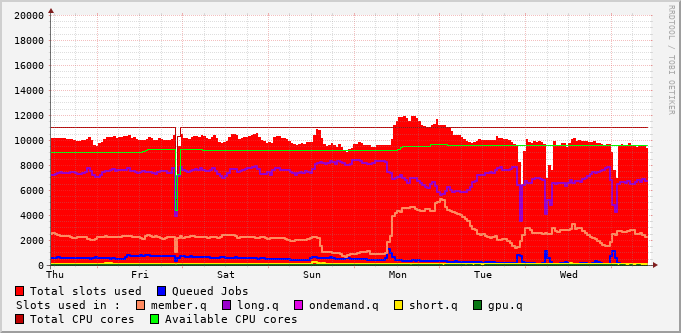 RRDTOOL / TOBI OETIKER
20000
18000
16000
14000
12000
10000
8000
6000
4000
2000
0
Thu Fri Sat Sun Mon Tue Wed
Total slots used Queued Jobs
Slots used in : member.q long.q ondemand.q short.q gpu.q
Total CPU cores Available CPU cores